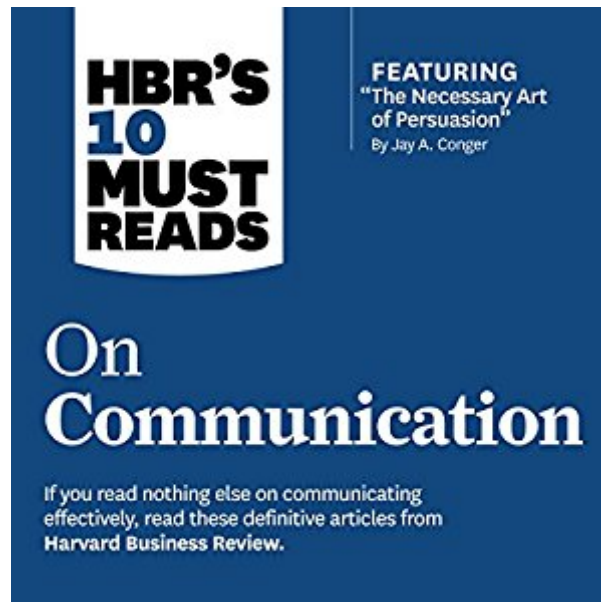 HBR'S
10
MUST
READS
FEATURING
"The Necessary Art
of Persuasion"
By Jay A. Conger
On
Communication
If you read nothing else on communicating
effectively, read these definitive articles from
Harvard Business Review.